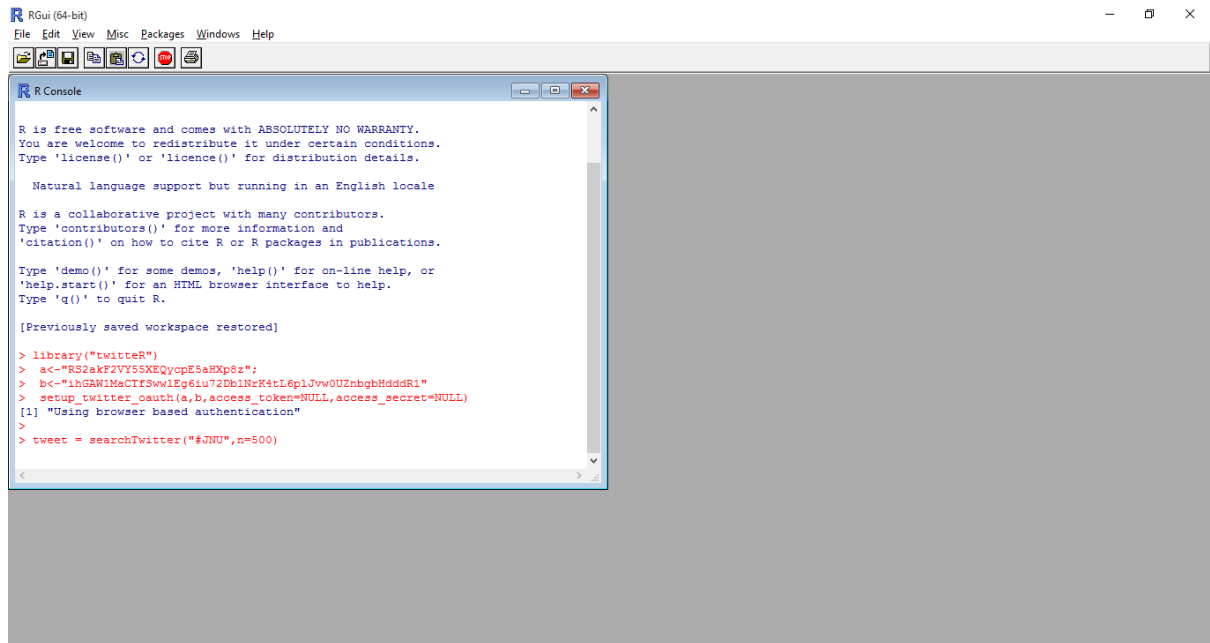 RGui (64-bit)
File Edit View Misc Packages Windows Help
STOP
R Console
R is free software and comes with ABSOLUTELY NO WARRANTY.
You are welcome to redistribute it under certain conditions.
Type 'license()' or 'licence()' for distribution details.
Natural language support but running in an English locale
R is a collaborative project with many contributors.
Type 'contributors()' for more information and
'citation()' on how to cite R or R packages in publications.
Type 'demo()' for some demos, 'help()' for on-line help, or
'help.start()' for an HTML browser interface to help.
Type 'q()' to quit R.
[Previously saved workspace restored]
> library("twitteR")
>  a<-"RS2akF2VY55XEQycpE5aHXp8z";
>  b<-"ihGAW1MaCTfSwwlEg6iu72Db1NrK4tL6plJvw0UZnbgbHdddR1"
>  setup_twitter_oauth(a,b,access_token=NULL,access_secret=NULL)
[1] "Using browser based authentication"
>
> tweet = searchTwitter("#JNU",n=500)